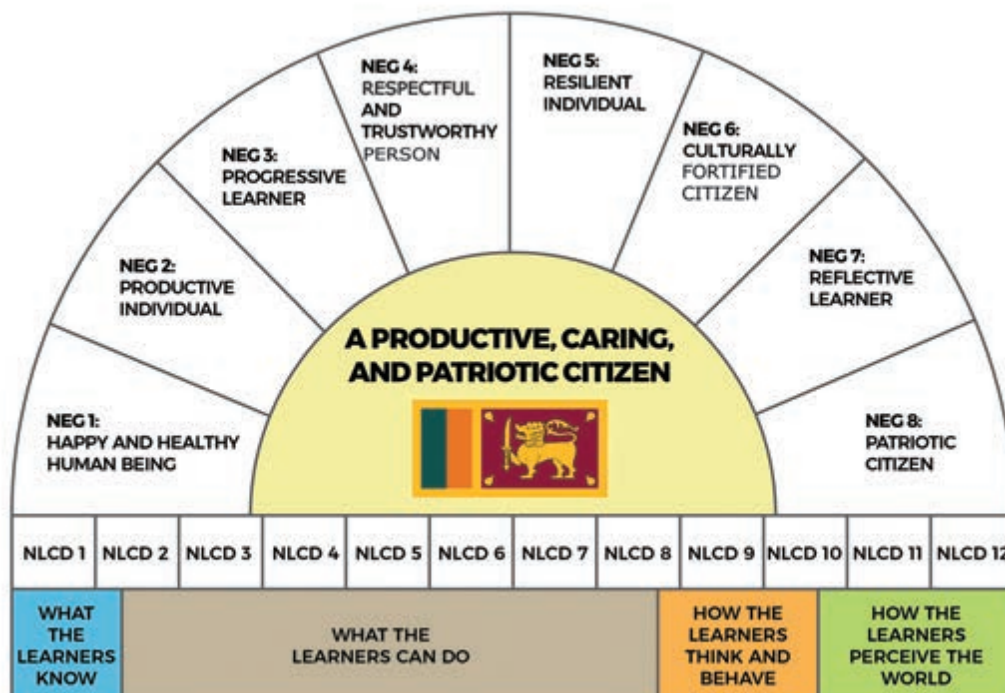 NEG 1:
HAPPY AND HEALTHY
HUMAN BEING
NEG 2:
PRODUCTIVE
INDIVIDUAL
NEG 3:
PROGRESSIVE
LEARNER
NEG 4:
RESPECTFUL
AND
TRUSTWORTHY
PERSON
NEG 5:
RESILIENT
INDIVIDUAL
NEG 6:
CULTURALLY
FORTIFIED
CITIZEN
NEG 7:
REFLECTIVE
LEARNER
NEG 8:
PATRIOTIC
CITIZEN
A PRODUCTIVE, CARING,
AND PATRIOTIC CITIZEN
NLCD 1 NLCD 2 NLCD 3 NLCD 4 NLCD 5 NLCD 6 NLCD 7 NLCD 8 NLCD 9 NLCD 10 NLCD 11 NLCD 12
WHAT
THE
LEARNERS
KNOW
WHAT THE
LEARNERS CAN DO
HOW THE
LEARNERS
THINK AND
BEHAVE
HOW THE
LEARNERS
PERCEIVE THE
WORLD